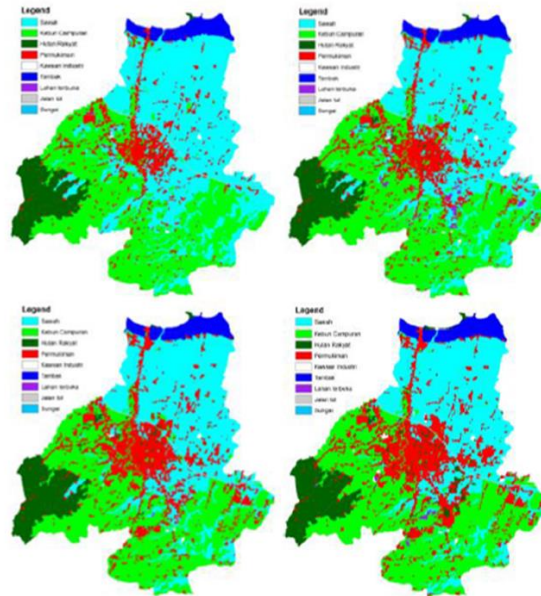 Legend
Sawah
Kebun Campuran
Hutan Rakyat
Permukiman
Kawasan Industri
Tambak
Lahan terbuka
Jalan tol
Sungai
Legend
Sawah
Kebun Campuran
Hutan Rakyat
Permukiman
Kawasan Industri
Tambak
Lahan terbuka
Jalan tol
Sungai
Legend
Sawah
Kebun Campuran
Hutan Rakyat
Permukiman
Kawasan Industri
Tambak
Lahan terbuka
Jalan tol
Sungai
Legend
Sawah
Kebun Campuran
Hutan Rakyat
Permukiman
Kawasan Industri
Tambak
Lahan terbuka
Jalan tol
Sungai